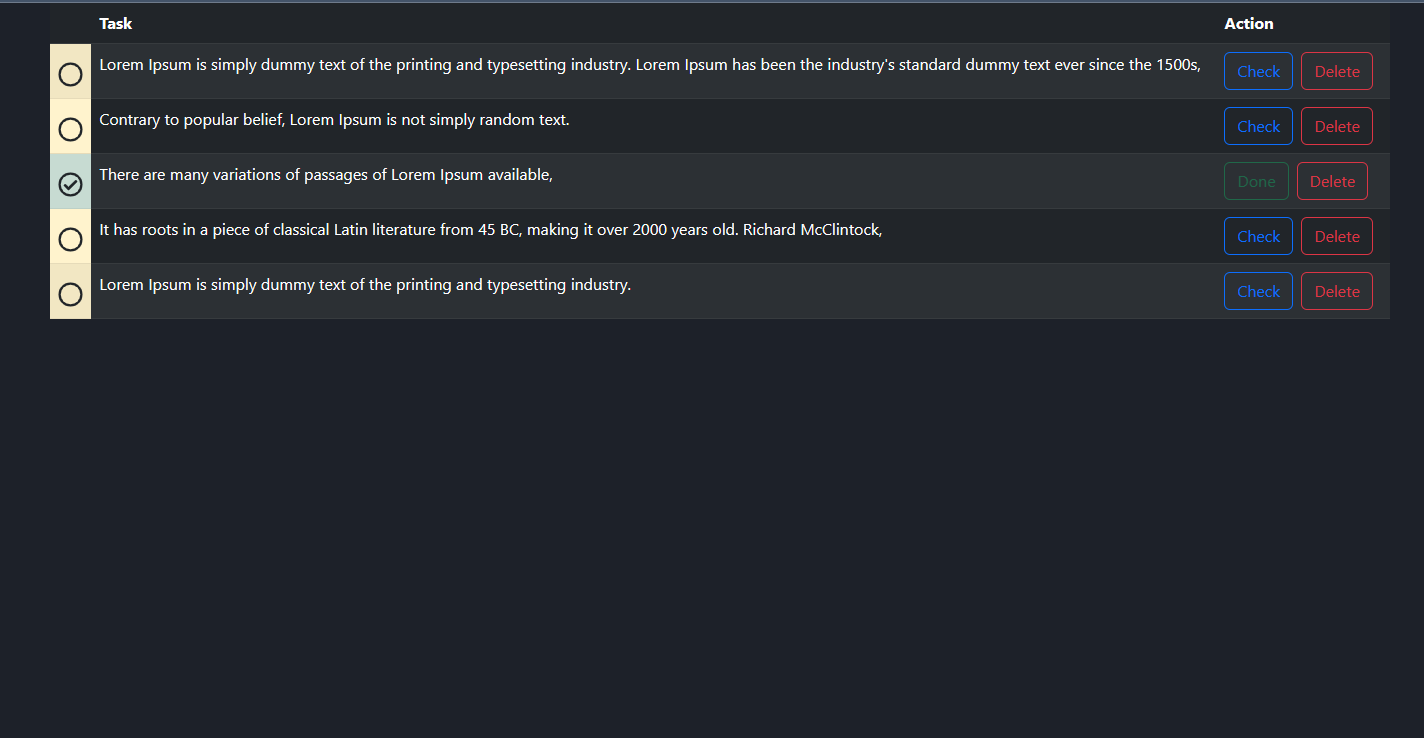 Task Action
Lorem Ipsum is simply dummy text of the printing and typesetting industry. Lorem Ipsum has been the industry's standard dummy text ever since the 1500s, Check Delete
Contrary to popular belief, Lorem Ipsum is not simply random text. Check Delete
There are many variations of passages of Lorem Ipsum available, Done Delete
It has roots in a piece of classical Latin literature from 45 BC, making it over 2000 years old. Richard McClintock, Check Delete
Lorem Ipsum is simply dummy text of the printing and typesetting industry. Check Delete